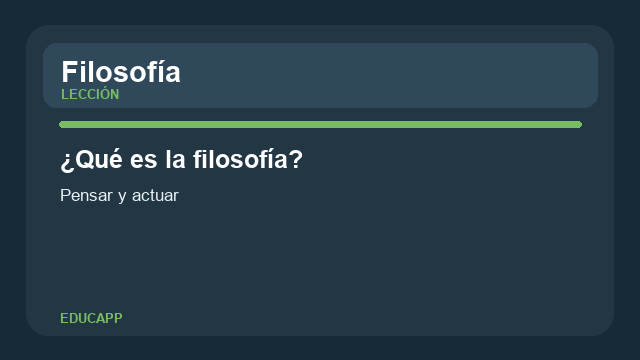 Filosofía
LECCIÓN
¿Qué es la filosofía?
Pensar y actuar
EDUCAPP